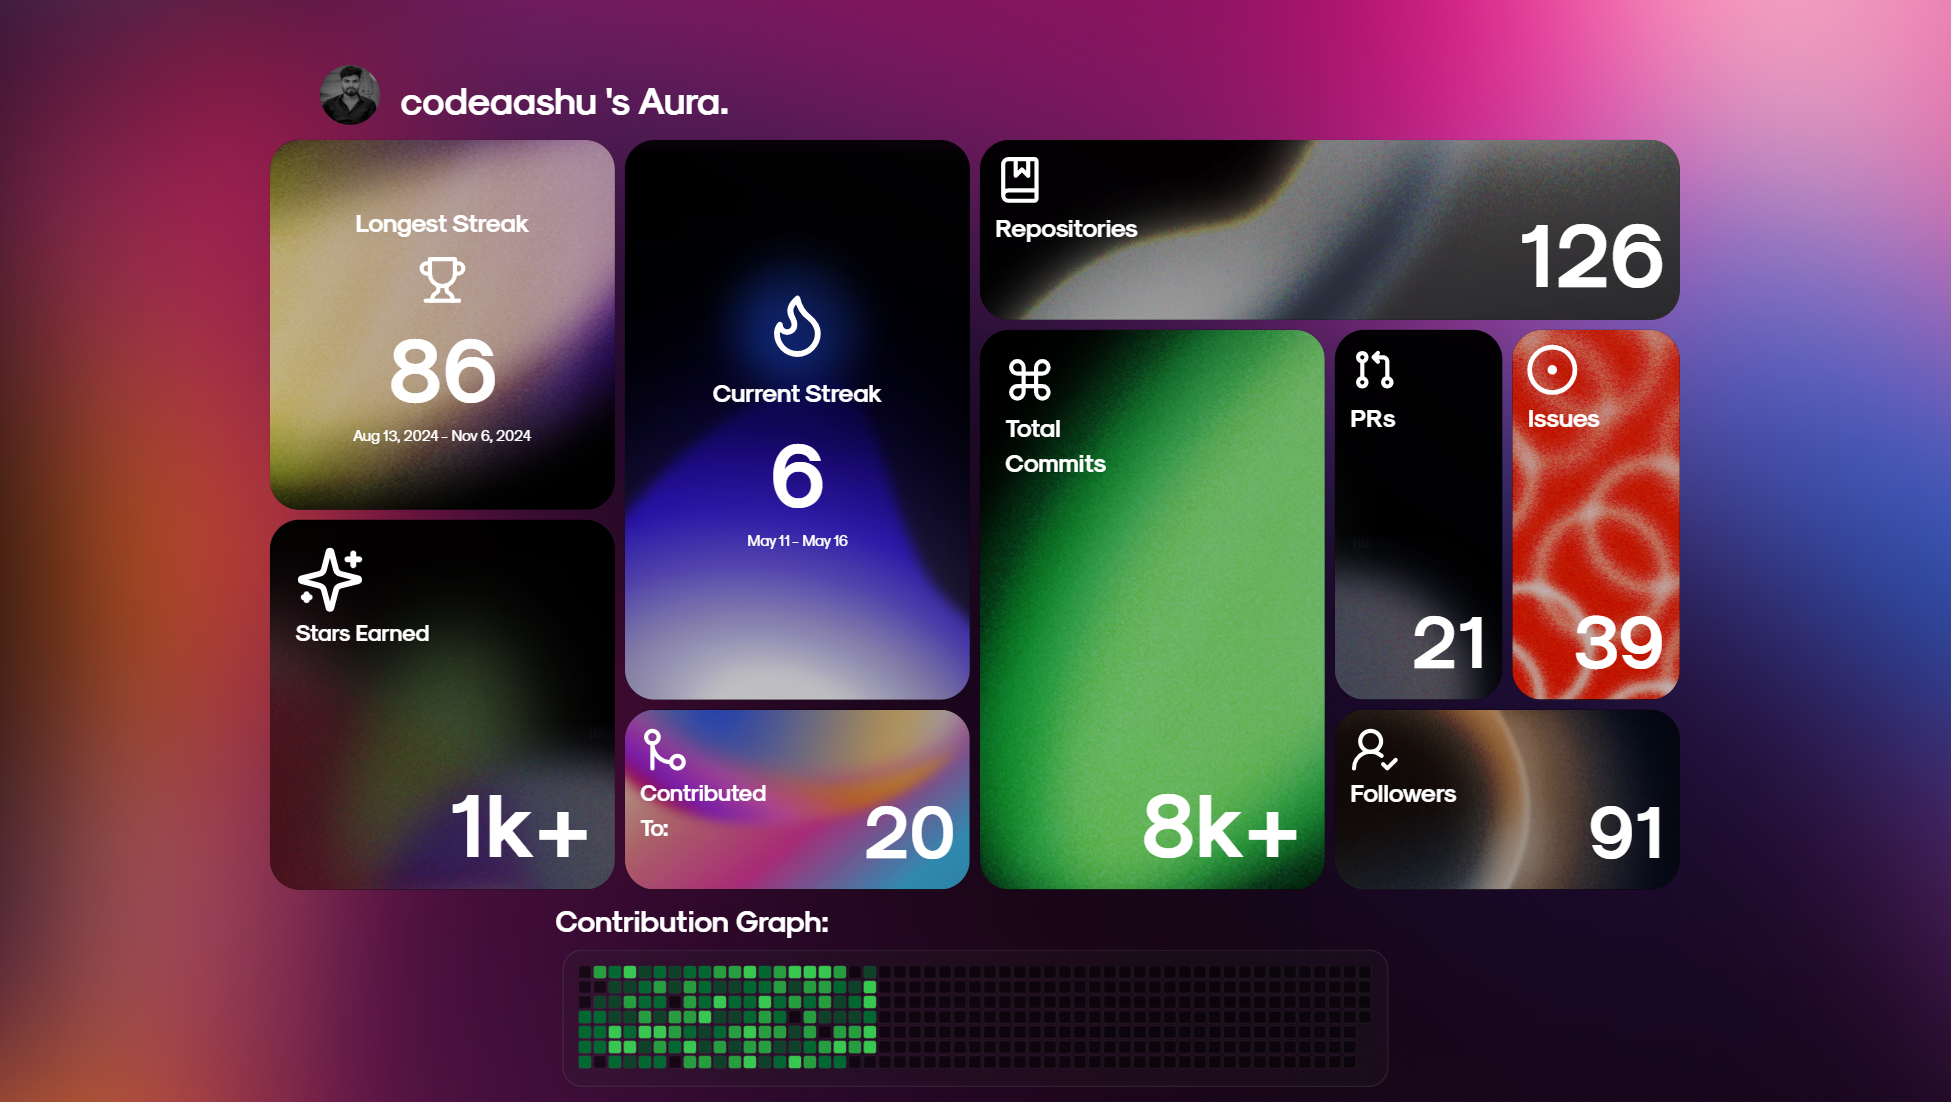 codeaashu 's Aura.
Longest Streak
86
Aug 13, 2024 - Nov 6, 2024
Current Streak
6
May 11 - May 16
Repositories
126
Total
Commits
8k+
PRs
21
Issues
39
Stars Earned
1k+
Contributed
To:
20
Followers
91
Contribution Graph: